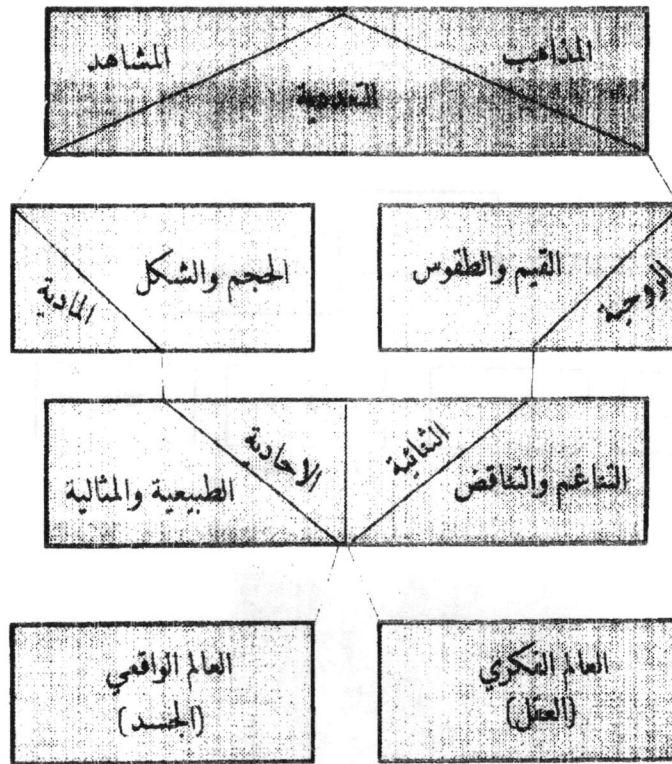 المذاهب
المشاهد
التعددية
القيم والطقوس
الروحية
الحجم والشكل
المادية
الثنائية
الاحادية
التناغم والتناقض
الطبيعية والمثالية
العالم الفكري
(العقل)
العالم الواقعي
(الجسد)